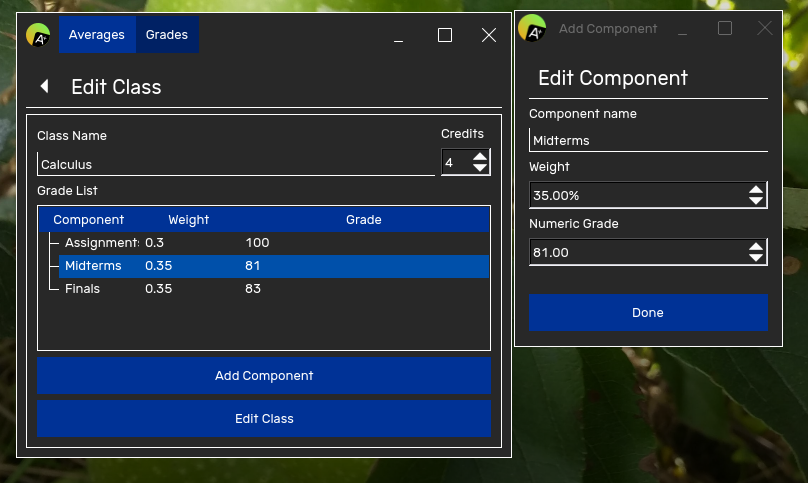 A+ Averages Grades
Edit Class
Class Name
Credits
Calculus
4
Grade List
Component Weight Grade
Assignment: 0.3 100
Midterms 0.35 81
Finals 0.35 83
Add Component
Edit Class
A+ Add Component
Edit Component
Component name
Midterms
Weight
35.00%
Numeric Grade
81.00
Done